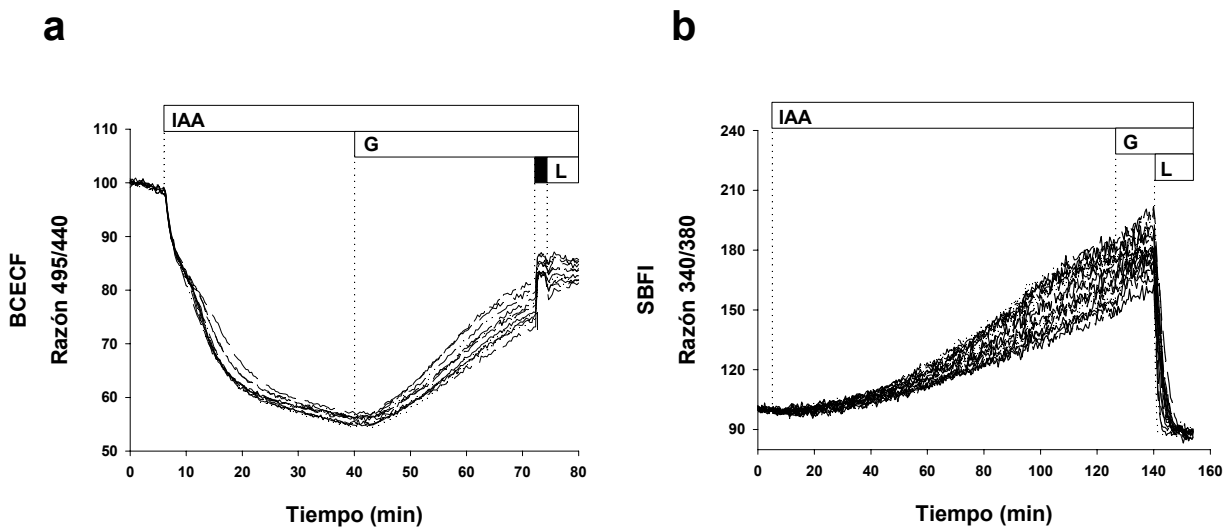 a
IAA
G
L
110
100
90
80
70
60
50
0 10 20 30 40 50 60 70 80
BCECF
Razón 495/440
Tiempo (min)
b
IAA
G
L
240
210
180
150
120
90
0 20 40 60 80 100 120 140 160
SBFI
Razón 340/380
Tiempo (min)